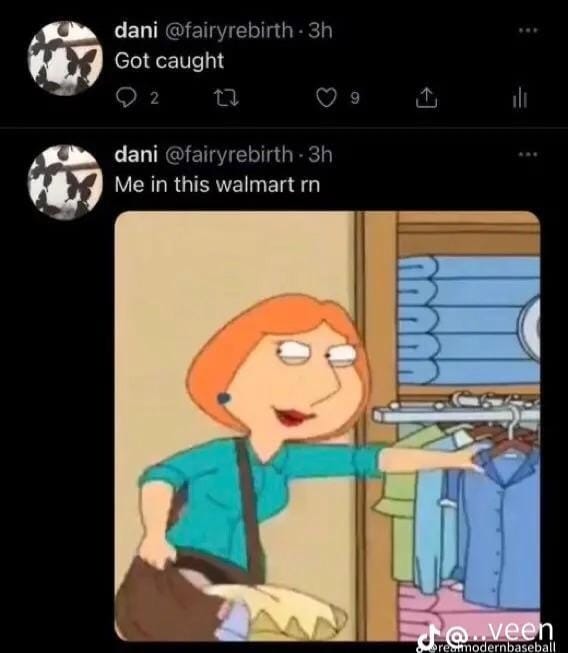 dani @fairyrebirth · 3h
Got caught
2 9
dani @fairyrebirth · 3h
Me in this walmart rn
@..veen
@realmodernbaseball